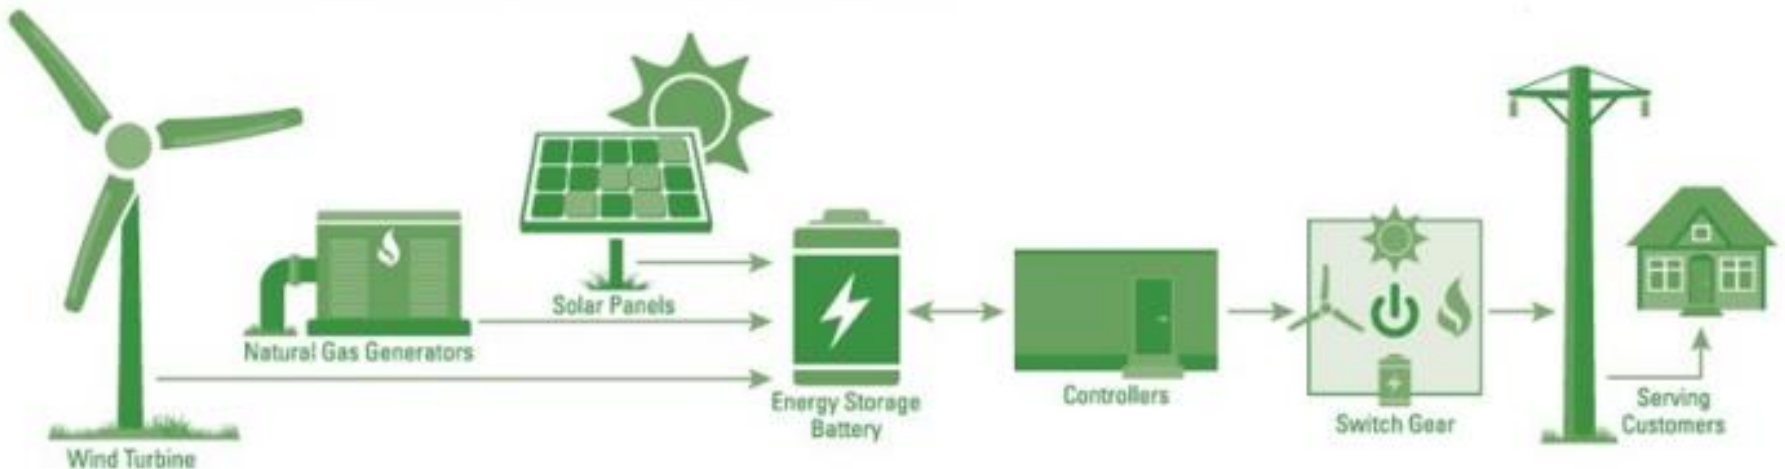 Wind Turbine
Natural Gas Generators
Solar Panels
Energy Storage
Battery
Controllers
Switch Gear
Serving
Customers